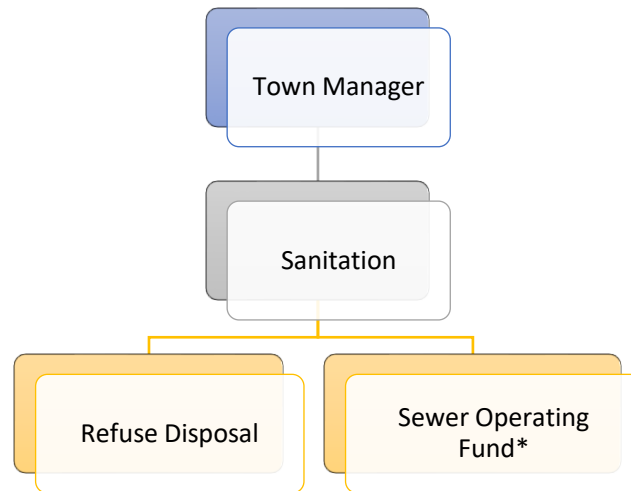 Town Manager
Sanitation
Refuse Disposal
Sewer Operating
Fund*